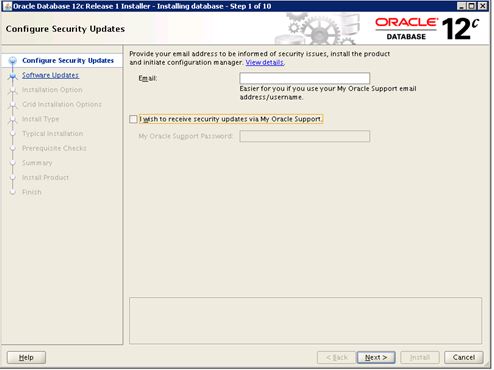 Oracle Database 12c Release 1 Installer - Installing database - Step 1 of 10
Configure Security Updates
ORACLE
DATABASE
12c
Configure Security Updates
Software Updates
Installation Option
Grid Installation Options
Install Type
Typical Installation
Prerequisite Checks
Summary
Install Product
Finish
Provide your email address to be informed of security issues, install the product
and initiate configuration manager. View details.
Email:
Easier for you if you use your My Oracle Support email
address/username.
I wish to receive security updates via My Oracle Support.
My Oracle Support Password:
Help
< Back
Next >
Install
Cancel